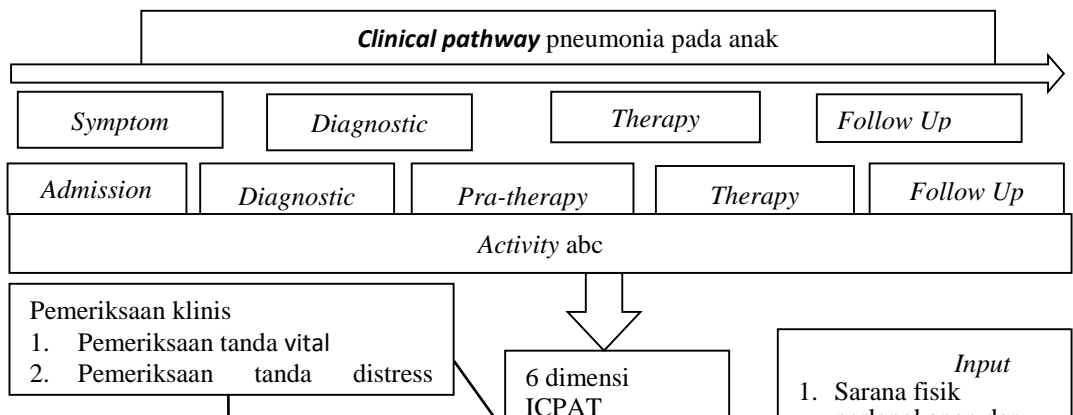 Clinical pathway pneumonia pada anak
Symptom
Diagnostic
Therapy
Follow Up
Admission
Diagnostic
Pra-therapy
Therapy
Follow Up
Activity abc
Pemeriksaan klinis
1. Pemeriksaan tanda vital
2. Pemeriksaan tanda distress
6 dimensi
ICPAT
Input
1. Sarana fisik